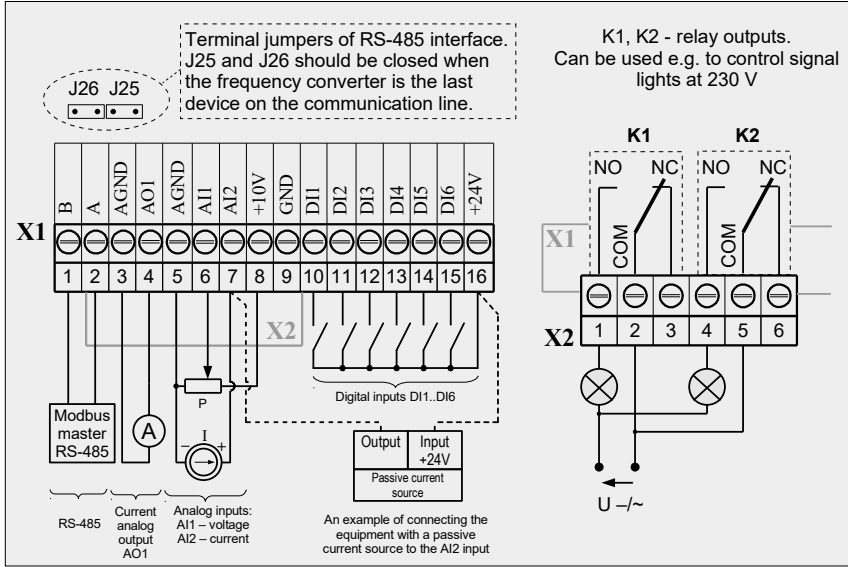 Terminal jumpers of RS-485 interface.
J25 and J26 should be closed when
the frequency converter is the last
device on the communication line.
J26 J25
K1, K2 - relay outputs.
Can be used e.g. to control signal
lights at 230 V
B
A
AGND
AO1
AGND
AI1
AI2
+10V
GND
DI1
DI2
DI3
DI4
DI5
DI6
+24V
X1
1 2 3 4 5 6 7 8 9 10 11 12 13 14 15 16
X2
P
Digital inputs DI1..DI6
Modbus
master
RS-485
A
I
– +
Output
Input
+24V
Passive current
source
RS-485
Current
analog
output
AO1
Analog inputs:
AI1 – voltage
AI2 – current
An example of connecting the
equipment with a passive
current source to the AI2 input
K1 K2
NO NC NO NC
COM COM
X1
X2
1 2 3 4 5 6
U –/~